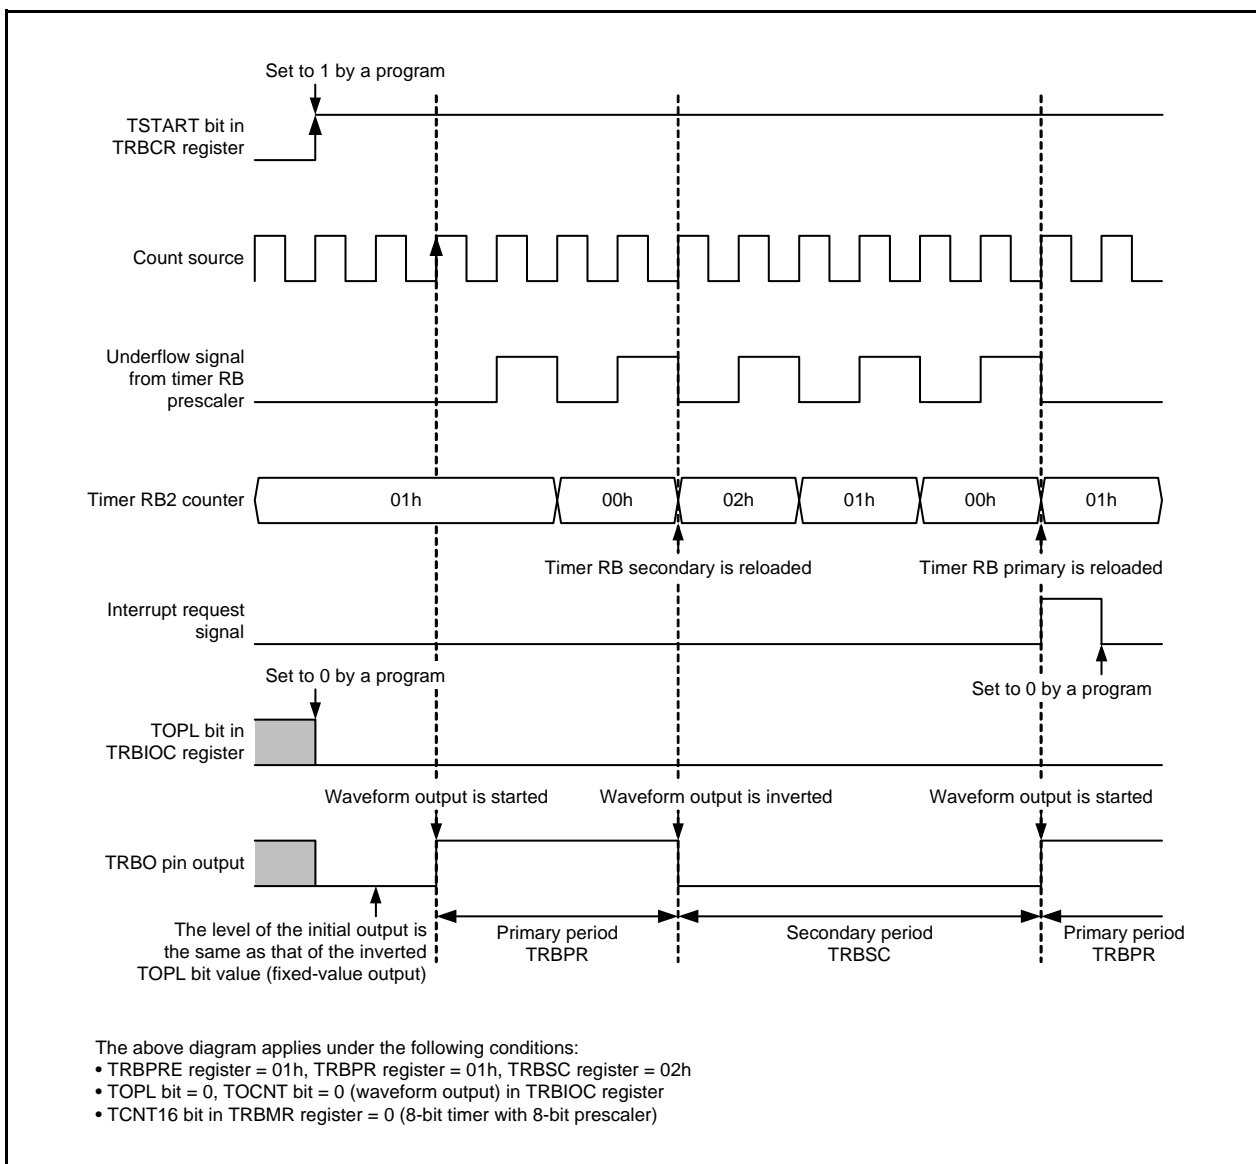 Set to 1 by a program
TSTART bit in
TRBCR register
Count source
Underflow signal
from timer RB
prescaler
Timer RB2 counter
01h
00h
02h
01h
00h
01h
Timer RB secondary is reloaded
Timer RB primary is reloaded
Interrupt request
signal
Set to 0 by a program
Set to 0 by a program
TOPL bit in
TRBIOC register
Waveform output is started
Waveform output is inverted
Waveform output is started
TRBO pin output
The level of the initial output is
the same as that of the inverted
TOPL bit value (fixed-value output)
Primary period
TRBPR
Secondary period
TRBSC
Primary period
TRBPR
The above diagram applies under the following conditions:
• TRBPRE register = 01h, TRBPR register = 01h, TRBSC register = 02h
• TOPL bit = 0, TOCNT bit = 0 (waveform output) in TRBIOC register
• TCNT16 bit in TRBMR register = 0 (8-bit timer with 8-bit prescaler)